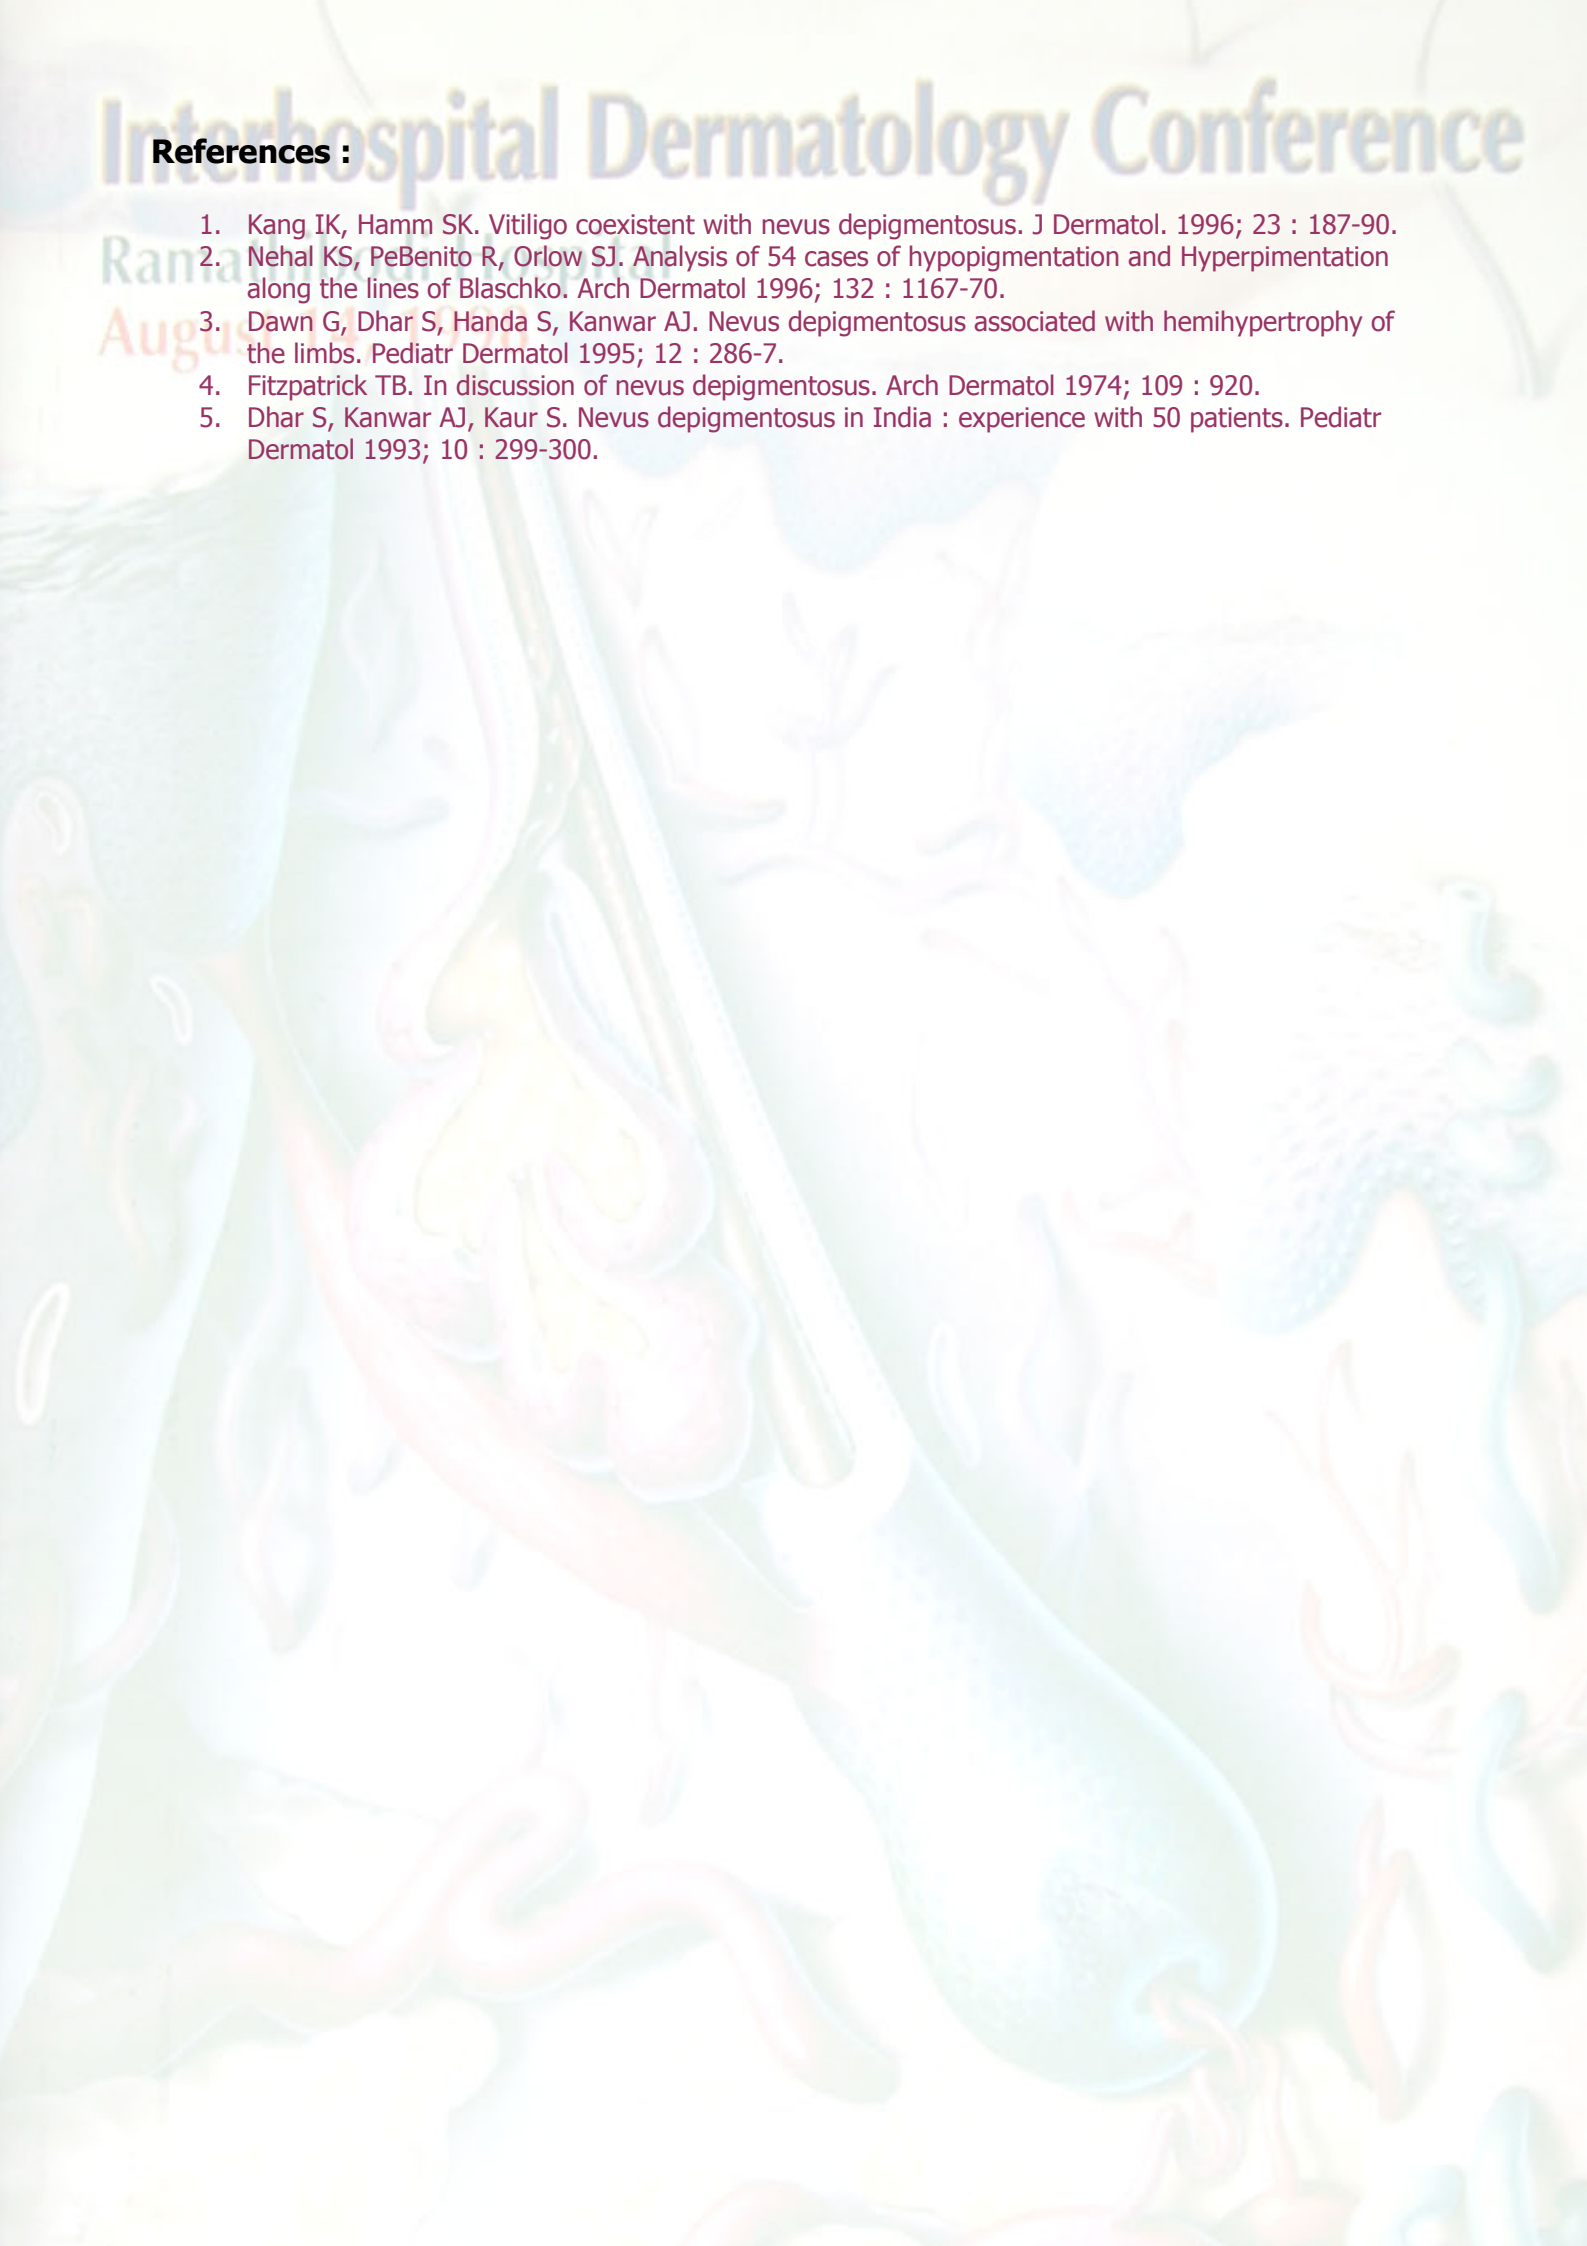 Interhospital Dermatology Conference
References :
Ramathibodi Hospital
August 14, 1998
1. Kang IK, Hamm SK. Vitiligo coexistent with nevus depigmentosus. J Dermatol. 1996; 23 : 187-90.
2. Nehal KS, PeBenito R, Orlow SJ. Analysis of 54 cases of hypopigmentation and Hyperpimentation
along the lines of Blaschko. Arch Dermatol 1996; 132 : 1167-70.
3. Dawn G, Dhar S, Handa S, Kanwar AJ. Nevus depigmentosus associated with hemihypertrophy of
the limbs. Pediatr Dermatol 1995; 12 : 286-7.
4. Fitzpatrick TB. In discussion of nevus depigmentosus. Arch Dermatol 1974; 109 : 920.
5. Dhar S, Kanwar AJ, Kaur S. Nevus depigmentosus in India : experience with 50 patients. Pediatr
Dermatol 1993; 10 : 299-300.